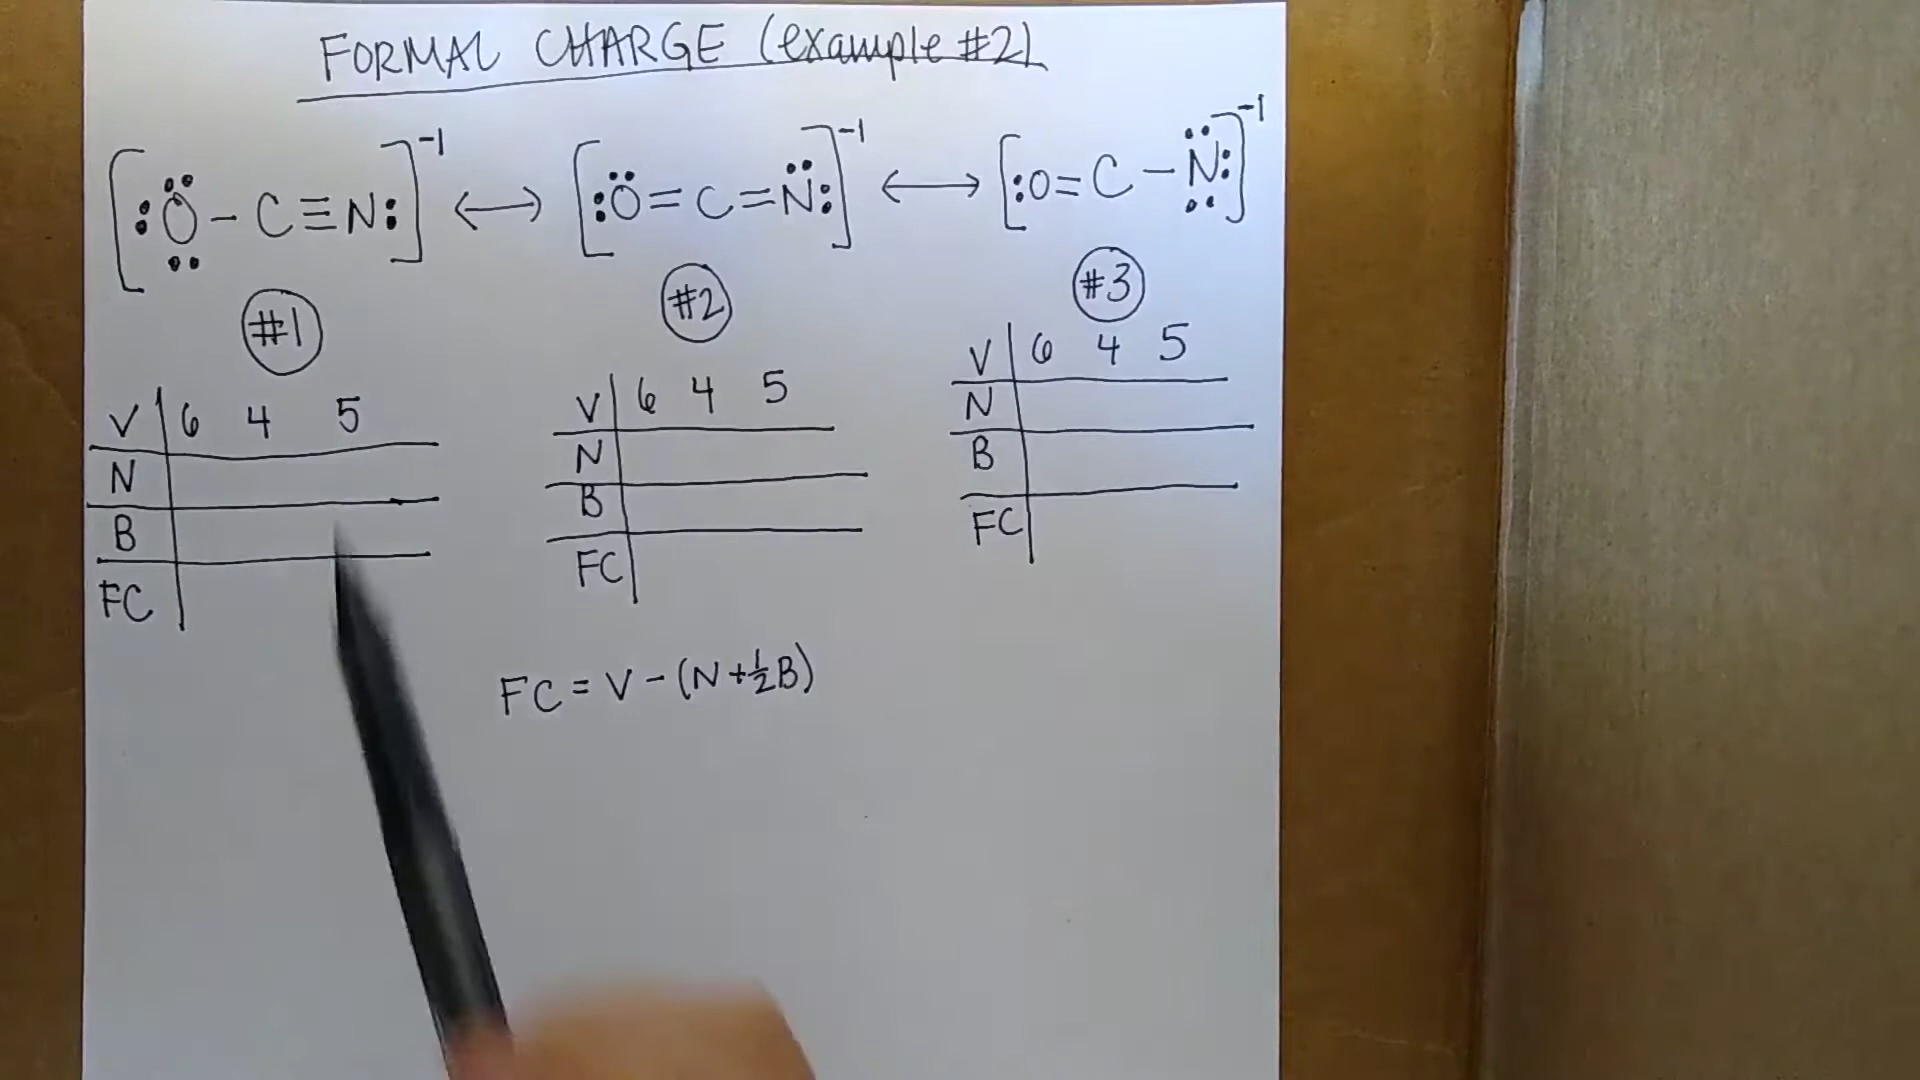 FORMAL CHARGE (example #2)
[:Ö-C≡N:]⁻¹ ↔ [:Ö=C=N̈:]⁻¹ ↔ [:O=C-N̈:]⁻¹
#1 #2 #3
V 6 4 5
N
B
FC
V 6 4 5
N
B
FC
V 6 4 5
N
B
FC
FC = V - (N + ½B)